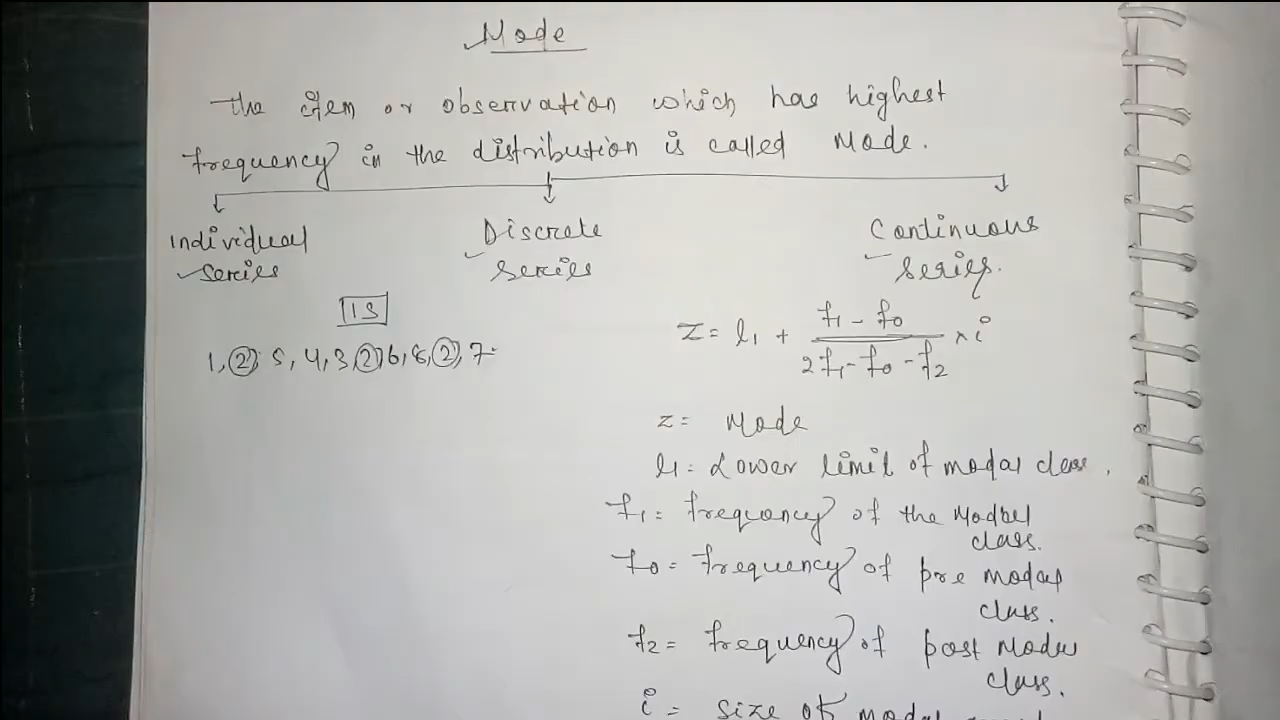 Mode
The item or observation which has highest
frequency in the distribution is called Mode.
Individual Series
Discrete Series
Continuous Series.
IS
1, 2, 5, 4, 3, 2, 6, 8, 2, 7
Z = l₁ + (f₁ - f₀) / (2f₁ - f₀ - f₂) × i
Z = Mode
l₁ = Lower limit of modal class.
f₁ = frequency of the Modal class.
f₀ = frequency of pre modal class.
f₂ = frequency of post Modal class.
i = size of modal